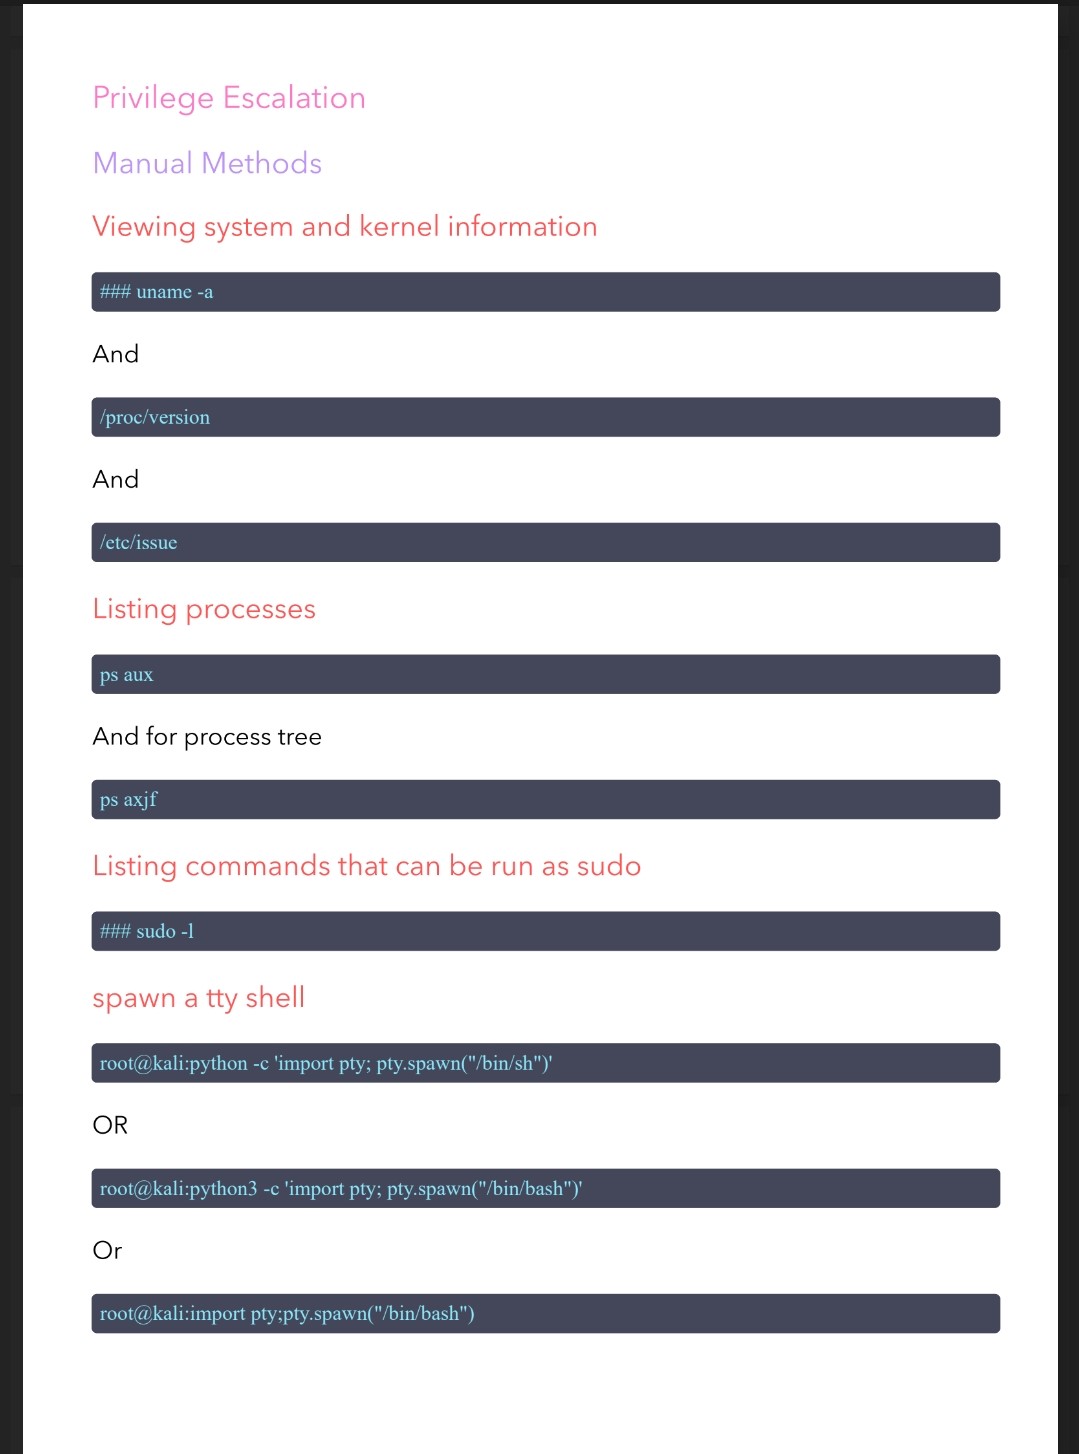 Privilege Escalation
Manual Methods
Viewing system and kernel information
### uname -a
And
/proc/version
And
/etc/issue
Listing processes
ps aux
And for process tree
ps axjf
Listing commands that can be run as sudo
### sudo -l
spawn a tty shell
root@kali:python -c 'import pty; pty.spawn("/bin/sh")'
OR
root@kali:python3 -c 'import pty; pty.spawn("/bin/bash")'
Or
root@kali:import pty;pty.spawn("/bin/bash")